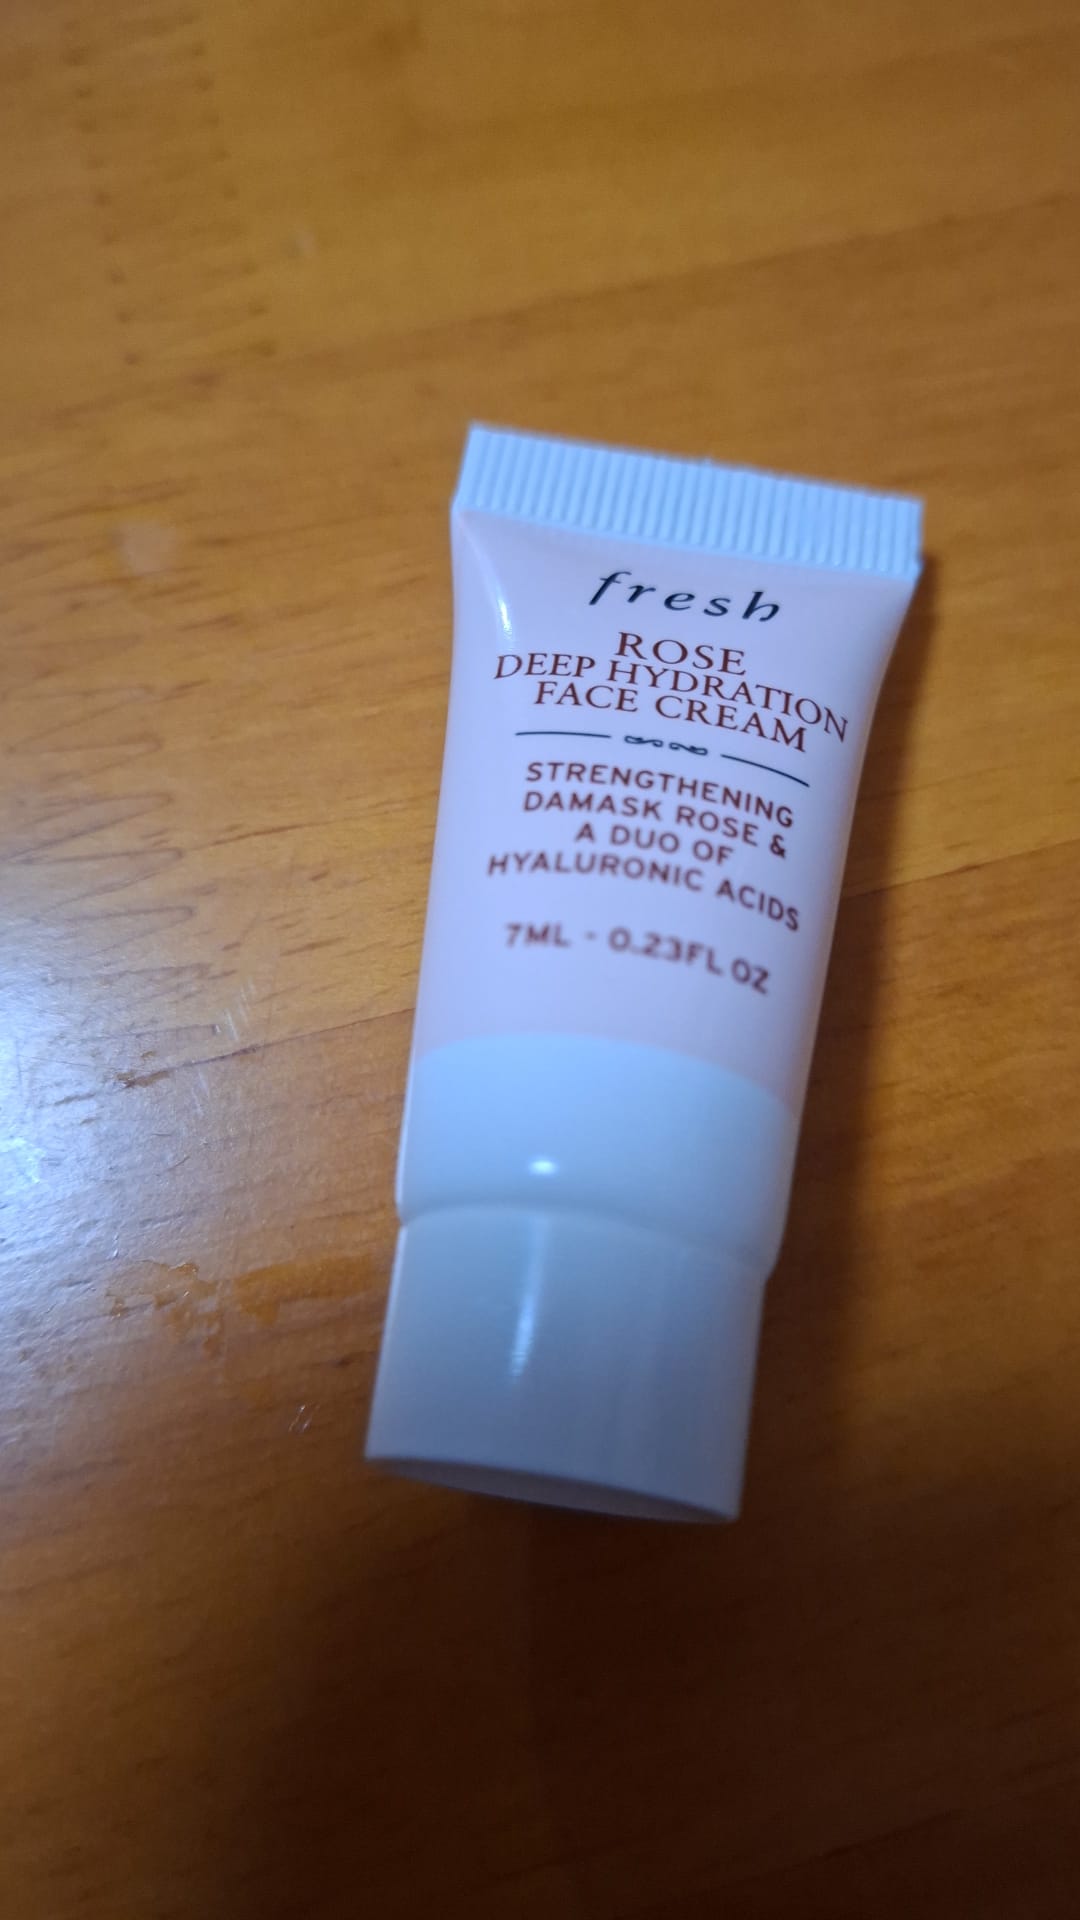 fresh
ROSE
DEEP HYDRATION
FACE CREAM
STRENGTHENING
DAMASK ROSE &
A DUO OF
HYALURONIC ACIDS
7ML - 0.23FL OZ